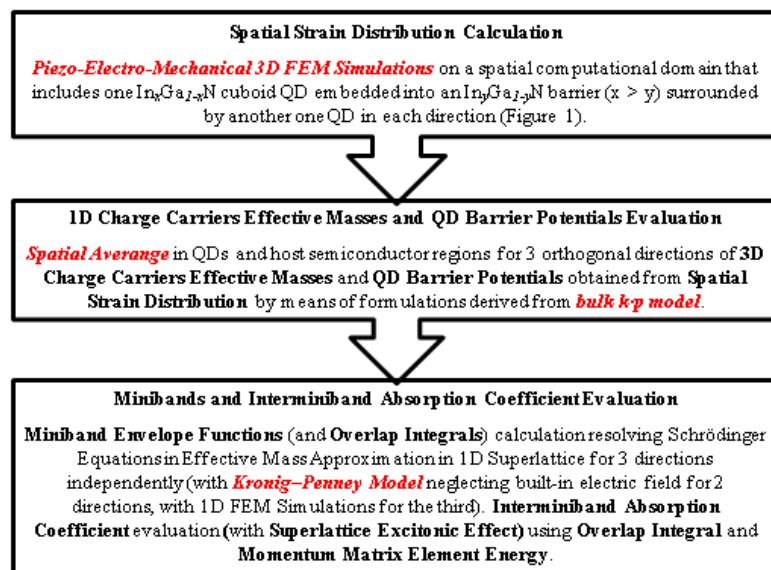 Spatial Strain Distribution Calculation
Piezo-Electro-Mechanical 3D FEM Simulations on a spatial computational domain that
includes one InxGa1-xN cuboid QD embedded into an InyGa1-yN barrier (x > y) surrounded
by another one QD in each direction (Figure 1).
1D Charge Carriers Effective Masses and QD Barrier Potentials Evaluation
Spatial Averange in QDs and host semiconductor regions for 3 orthogonal directions of 3D
Charge Carriers Effective Masses and QD Barrier Potentials obtained from Spatial
Strain Distribution by means of formulations derived from bulk k·p model.
Minibands and Interminiband Absorption Coefficient Evaluation
Miniband Envelope Functions (and Overlap Integrals) calculation resolving Schrödinger
Equations in Effective Mass Approximation in 1D Superlattice for 3 directions
independently (with Kronig–Penney Model neglecting built-in electric field for 2
directions, with 1D FEM Simulations for the third). Interminiband Absorption
Coefficient evaluation (with Superlattice Excitonic Effect) using Overlap Integral and
Momentum Matrix Element Energy.